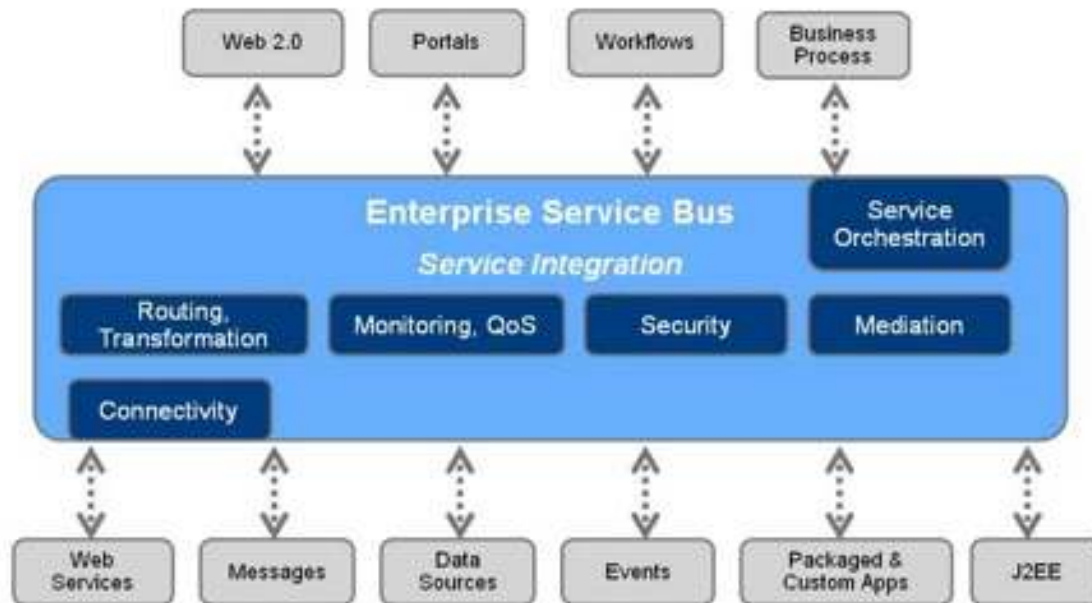 Web 2.0
Portals
Workflows
Business
Process
Enterprise Service Bus
Service Integration
Service
Orchestration
Routing,
Transformation
Monitoring, QoS
Security
Mediation
Connectivity
Web
Services
Messages
Data
Sources
Events
Packaged &
Custom Apps
J2EE